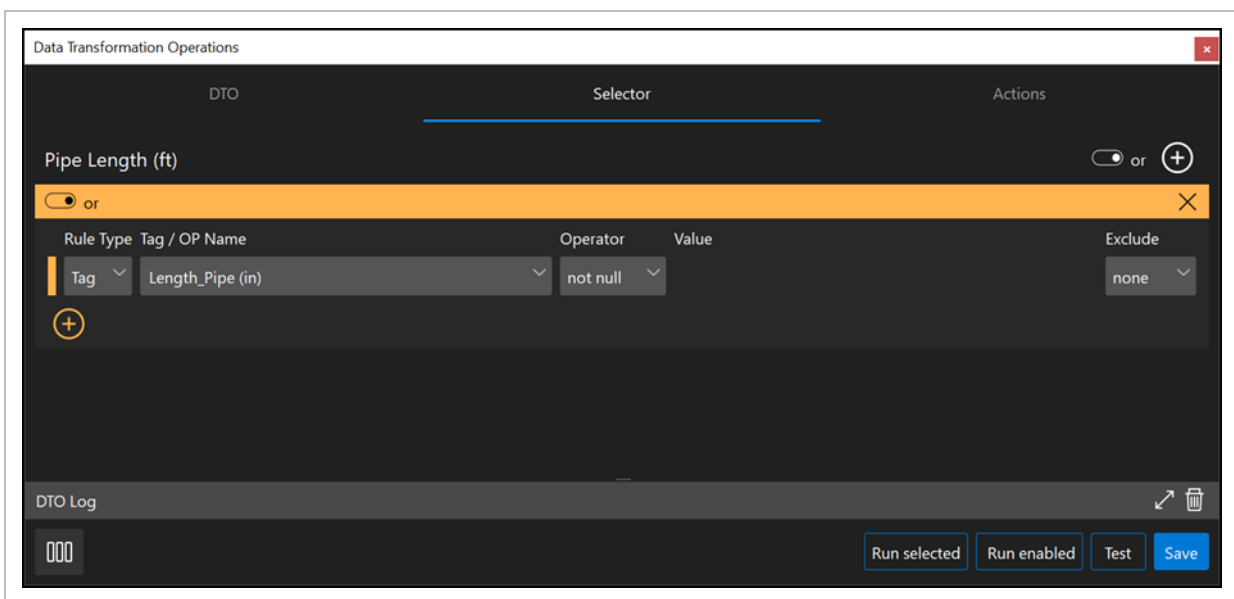 Data Transformation Operations
DTO Selector Actions
Pipe Length (ft) or
or
Rule Type Tag / OP Name Operator Value Exclude
Tag Length_Pipe (in) not null none
DTO Log
Run selected Run enabled Test Save